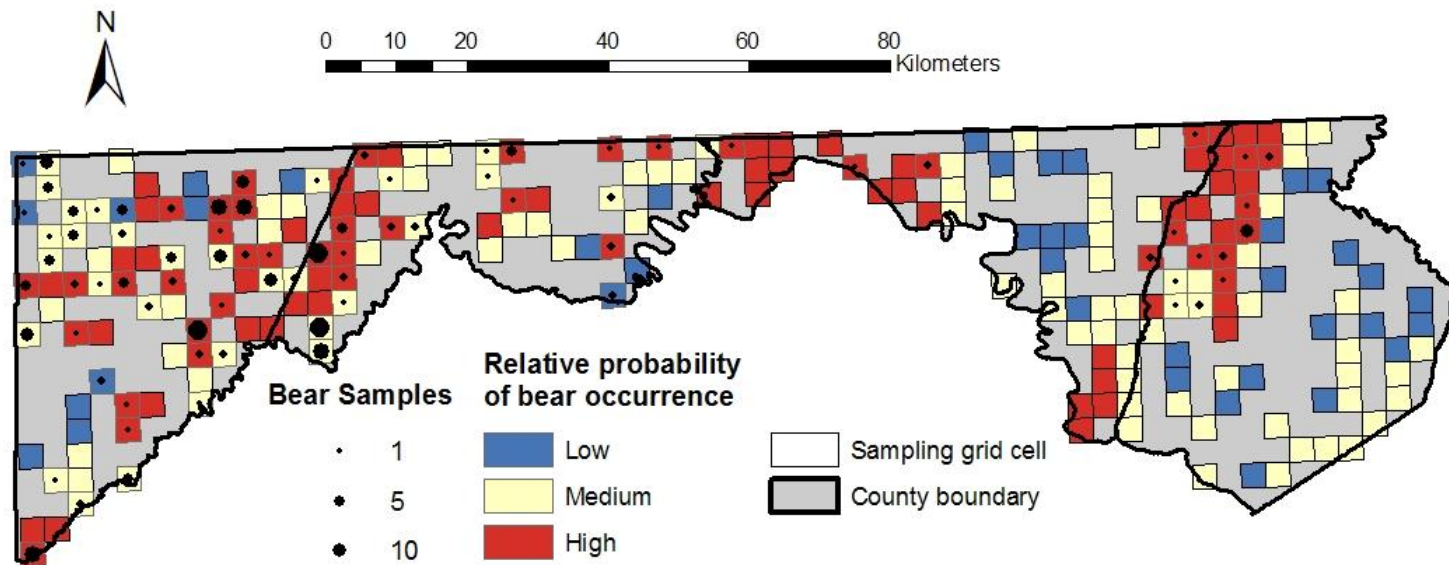 N
0 10 20 40 60 80
Kilometers
Bear Samples
1
5
10
Relative probability
of bear occurrence
Low
Medium
High
Sampling grid cell
County boundary